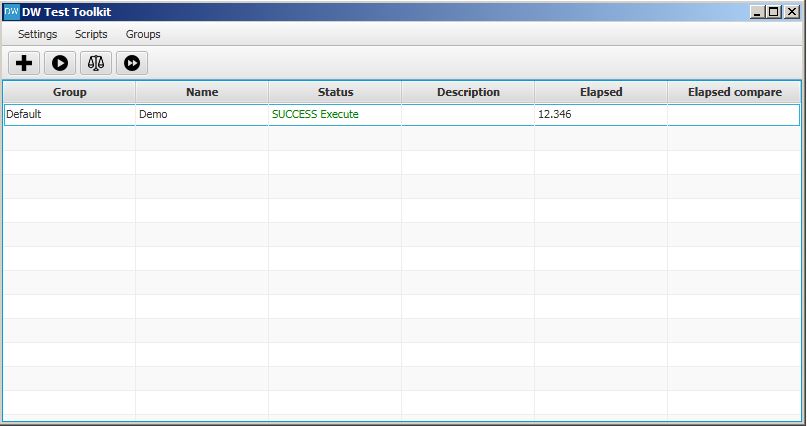 DW DW Test Toolkit
Settings Scripts Groups
Group Name Status Description Elapsed Elapsed compare
Default Demo SUCCESS Execute 12.346